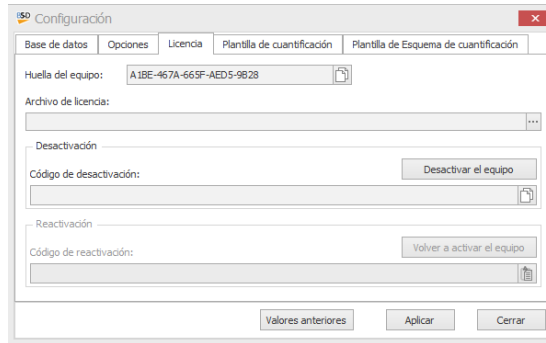 BSD Configuración
Base de datos Opciones Licencia Plantilla de cuantificación Plantilla de Esquema de cuantificación
Huella del equipo: A1BE-467A-665F-AED5-9B28
Archivo de licencia:
...
Desactivación
Código de desactivación: Desactivar el equipo
Reactivación
Código de reactivación: Volver a activar el equipo
Valores anteriores Aplicar Cerrar